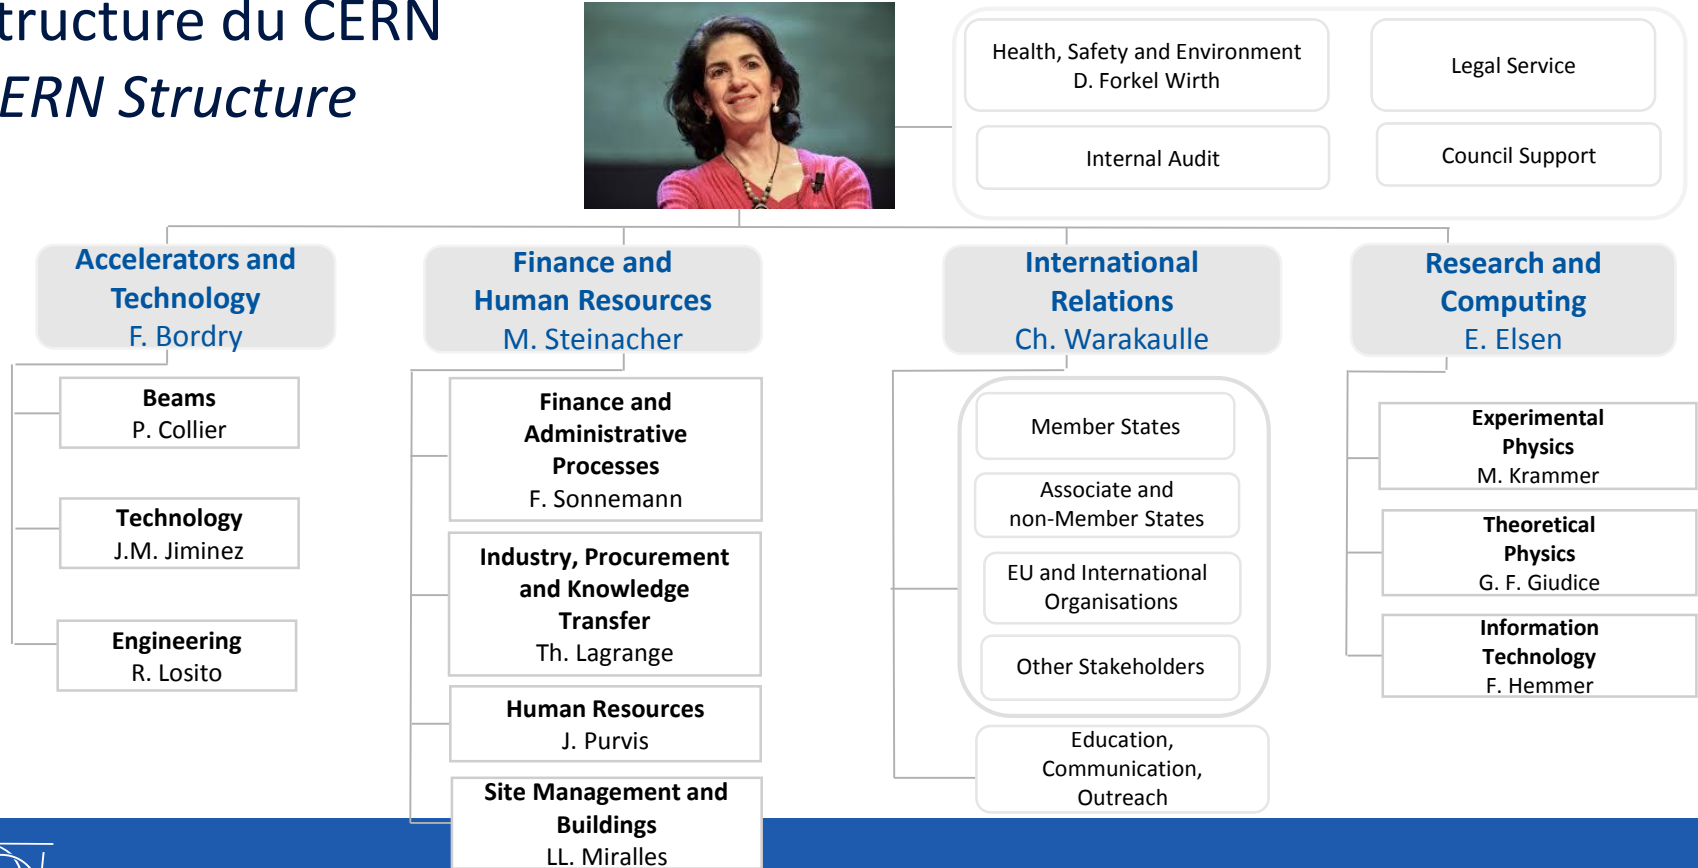 tructure du CERN
ERN Structure
Health, Safety and Environment
D. Forkel Wirth
Legal Service
Internal Audit
Council Support
Accelerators and
Technology
F. Bordry
Finance and
Human Resources
M. Steinacher
International
Relations
Ch. Warakaulle
Research and
Computing
E. Elsen
Beams
P. Collier
Technology
J.M. Jiminez
Engineering
R. Losito
Finance and
Administrative
Processes
F. Sonnemann
Industry, Procurement
and Knowledge
Transfer
Th. Lagrange
Human Resources
J. Purvis
Site Management and
Buildings
LL. Miralles
Member States
Associate and
non-Member States
EU and International
Organisations
Other Stakeholders
Education,
Communication,
Outreach
Experimental
Physics
M. Krammer
Theoretical
Physics
G. F. Giudice
Information
Technology
F. Hemmer